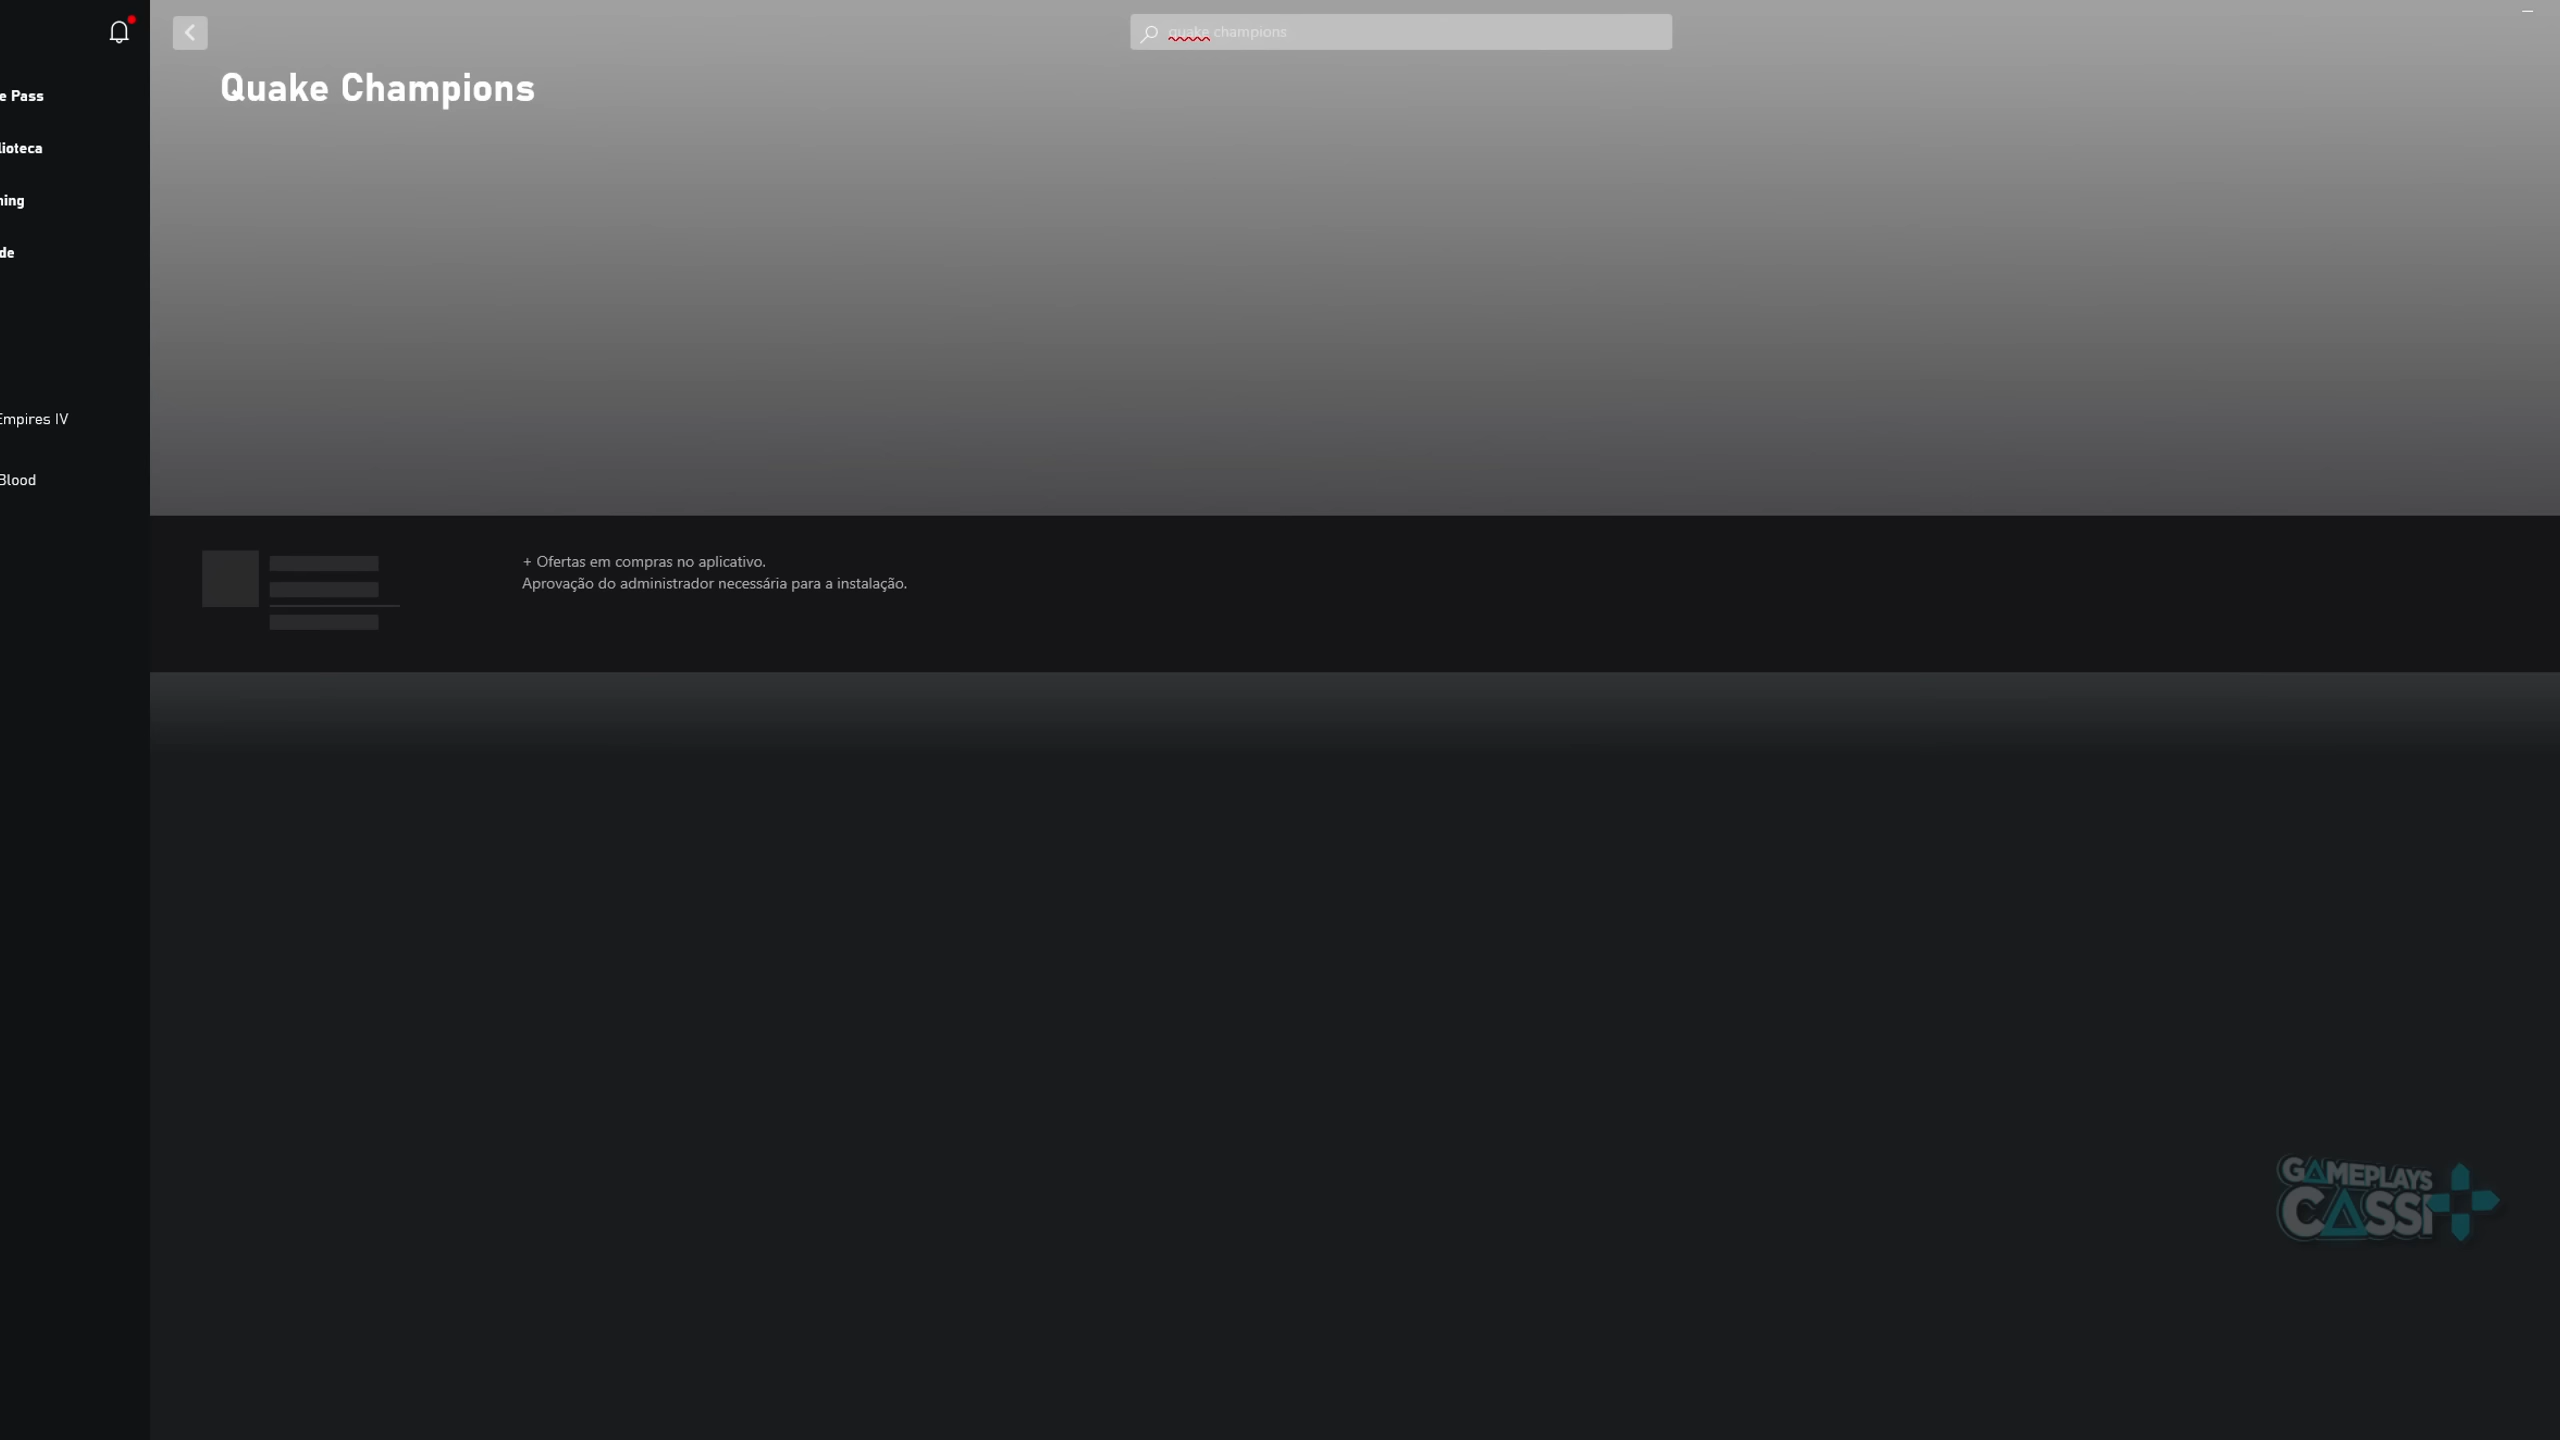 quake champions
Quake Champions
e Pass
lioteca
ning
de
Empires IV
Blood
+ Ofertas em compras no aplicativo.
Aprovação do administrador necessária para a instalação.
GAMEPLAYS
CASSI